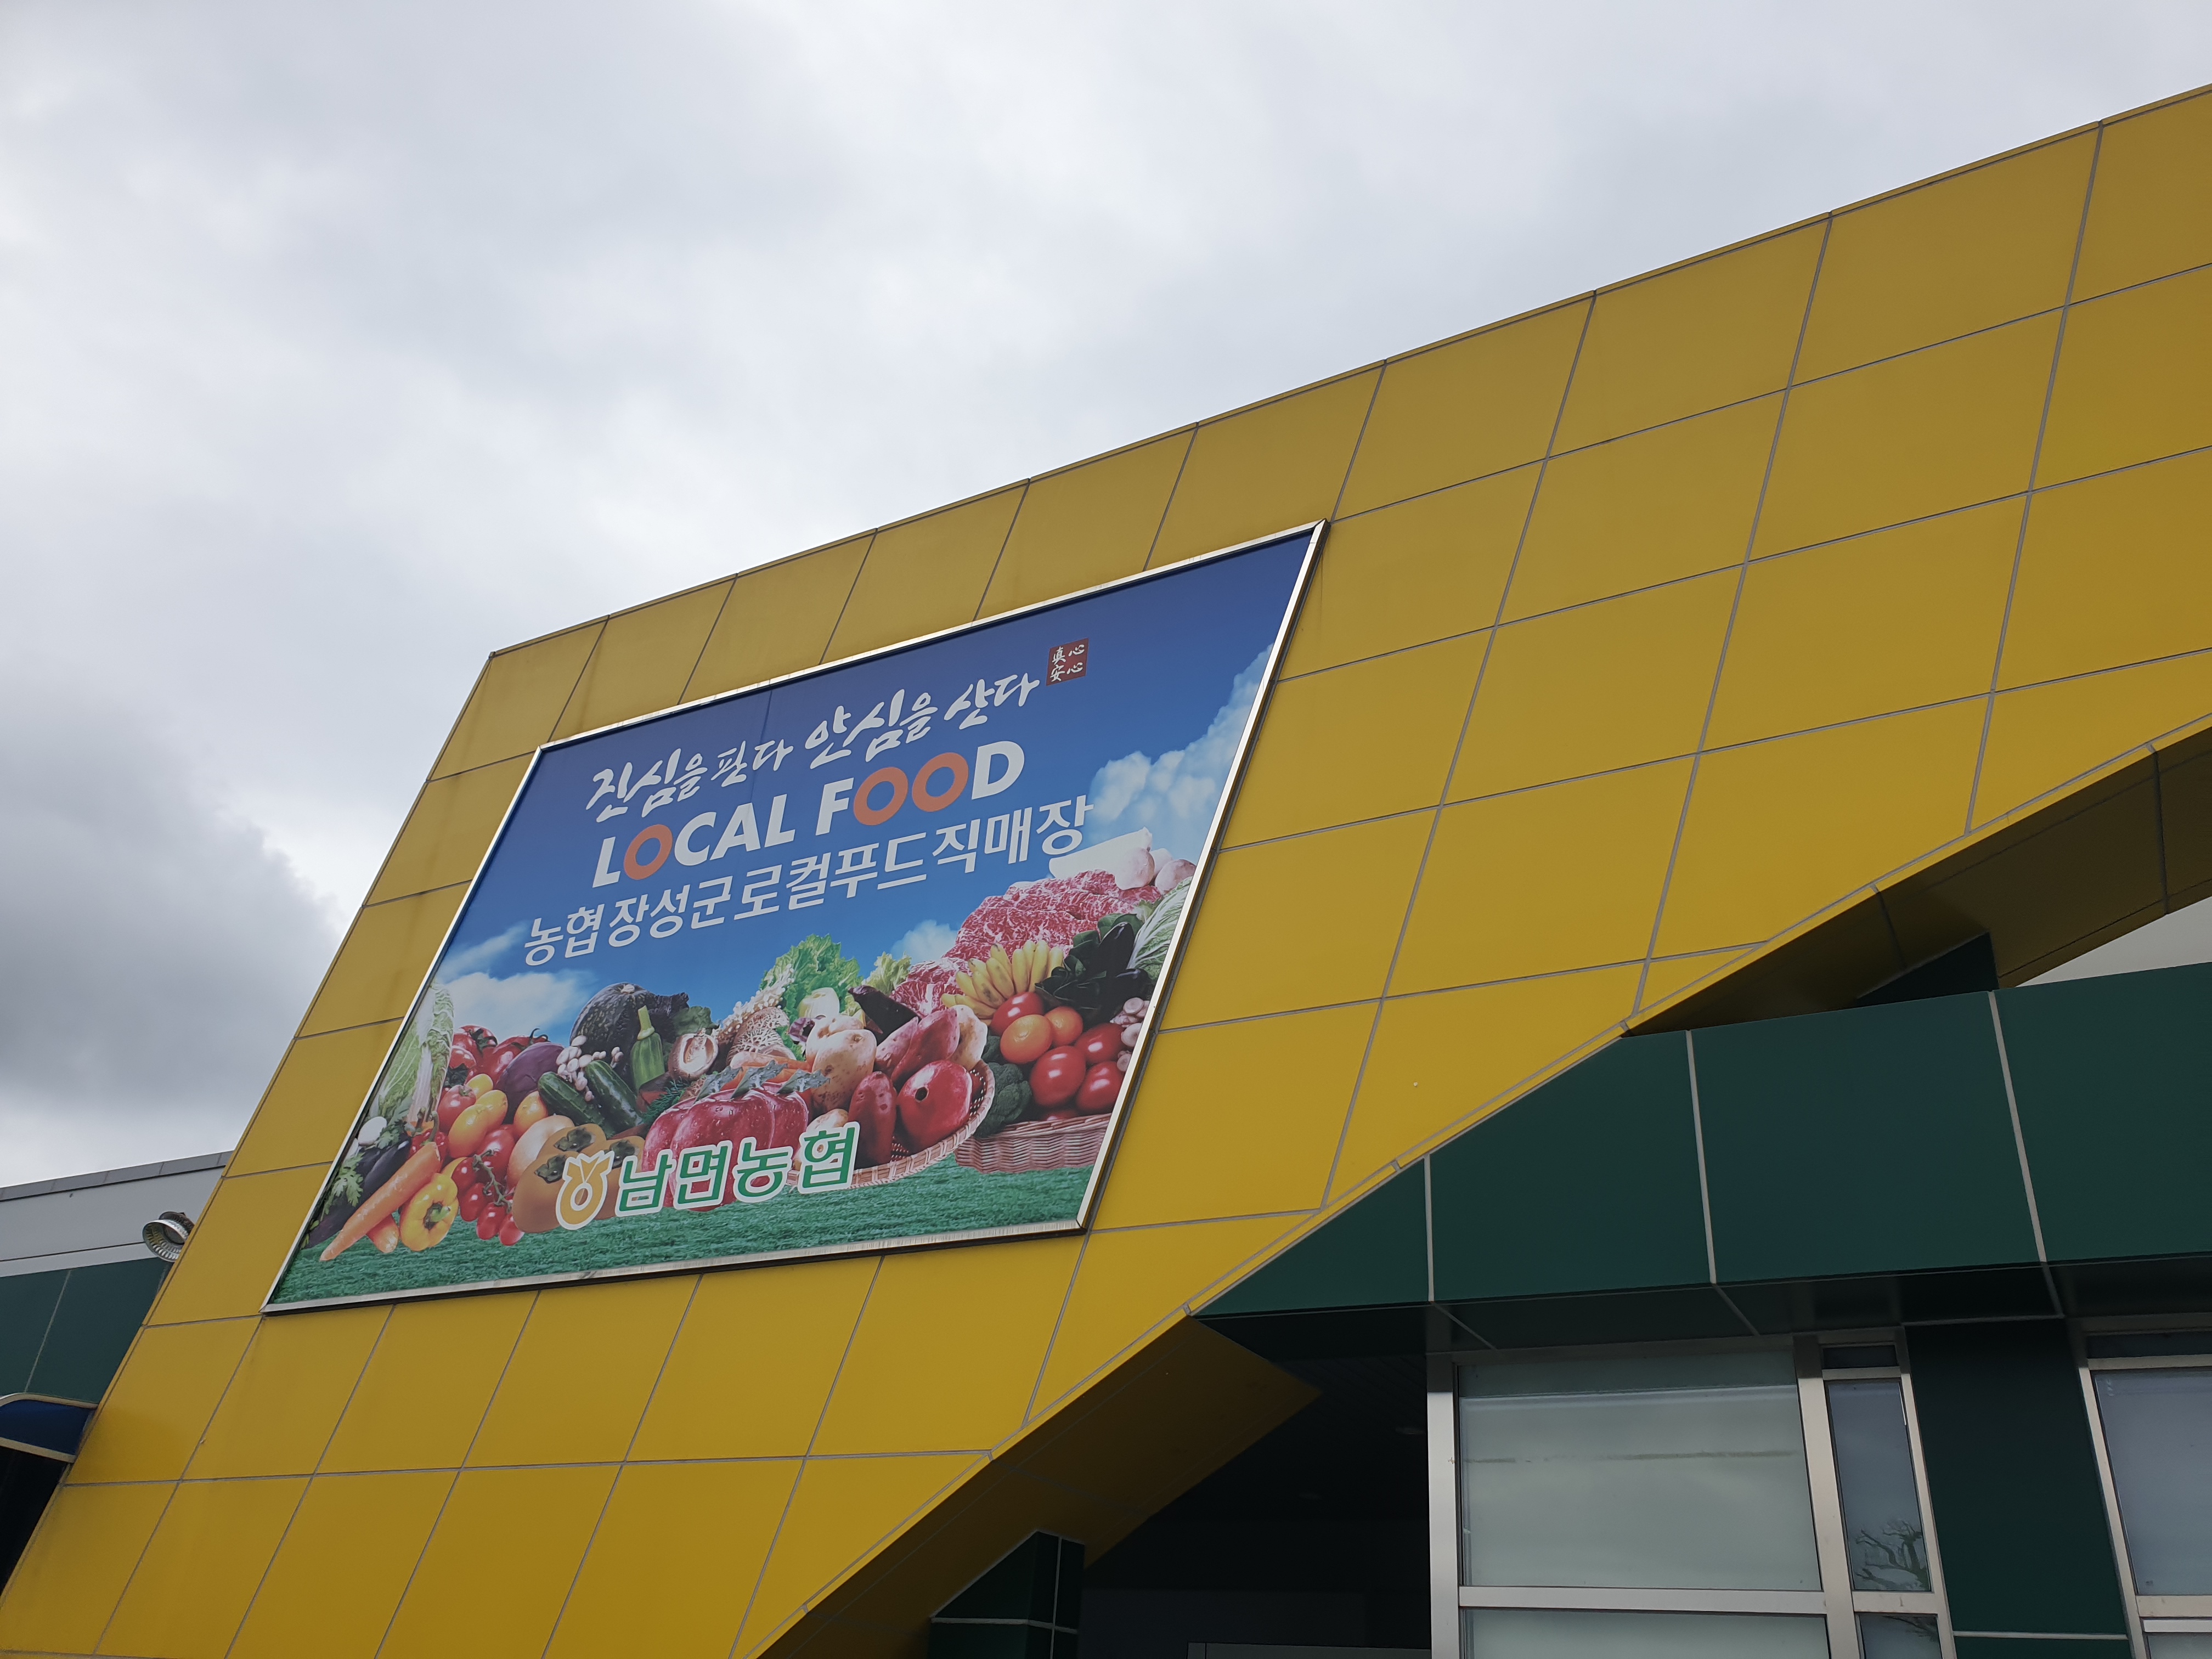 진심을 판다 안심을 산다
真心
安心
LOCAL FOOD
농협 장성군로컬푸드직매장
남면농협